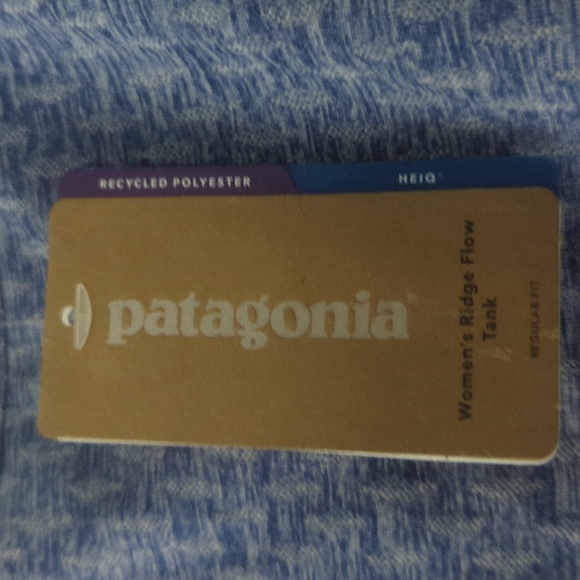 RECYCLED POLYESTER
HEIQ®
patagonia®
Women's Ridge Flow
Tank
REGULAR FIT